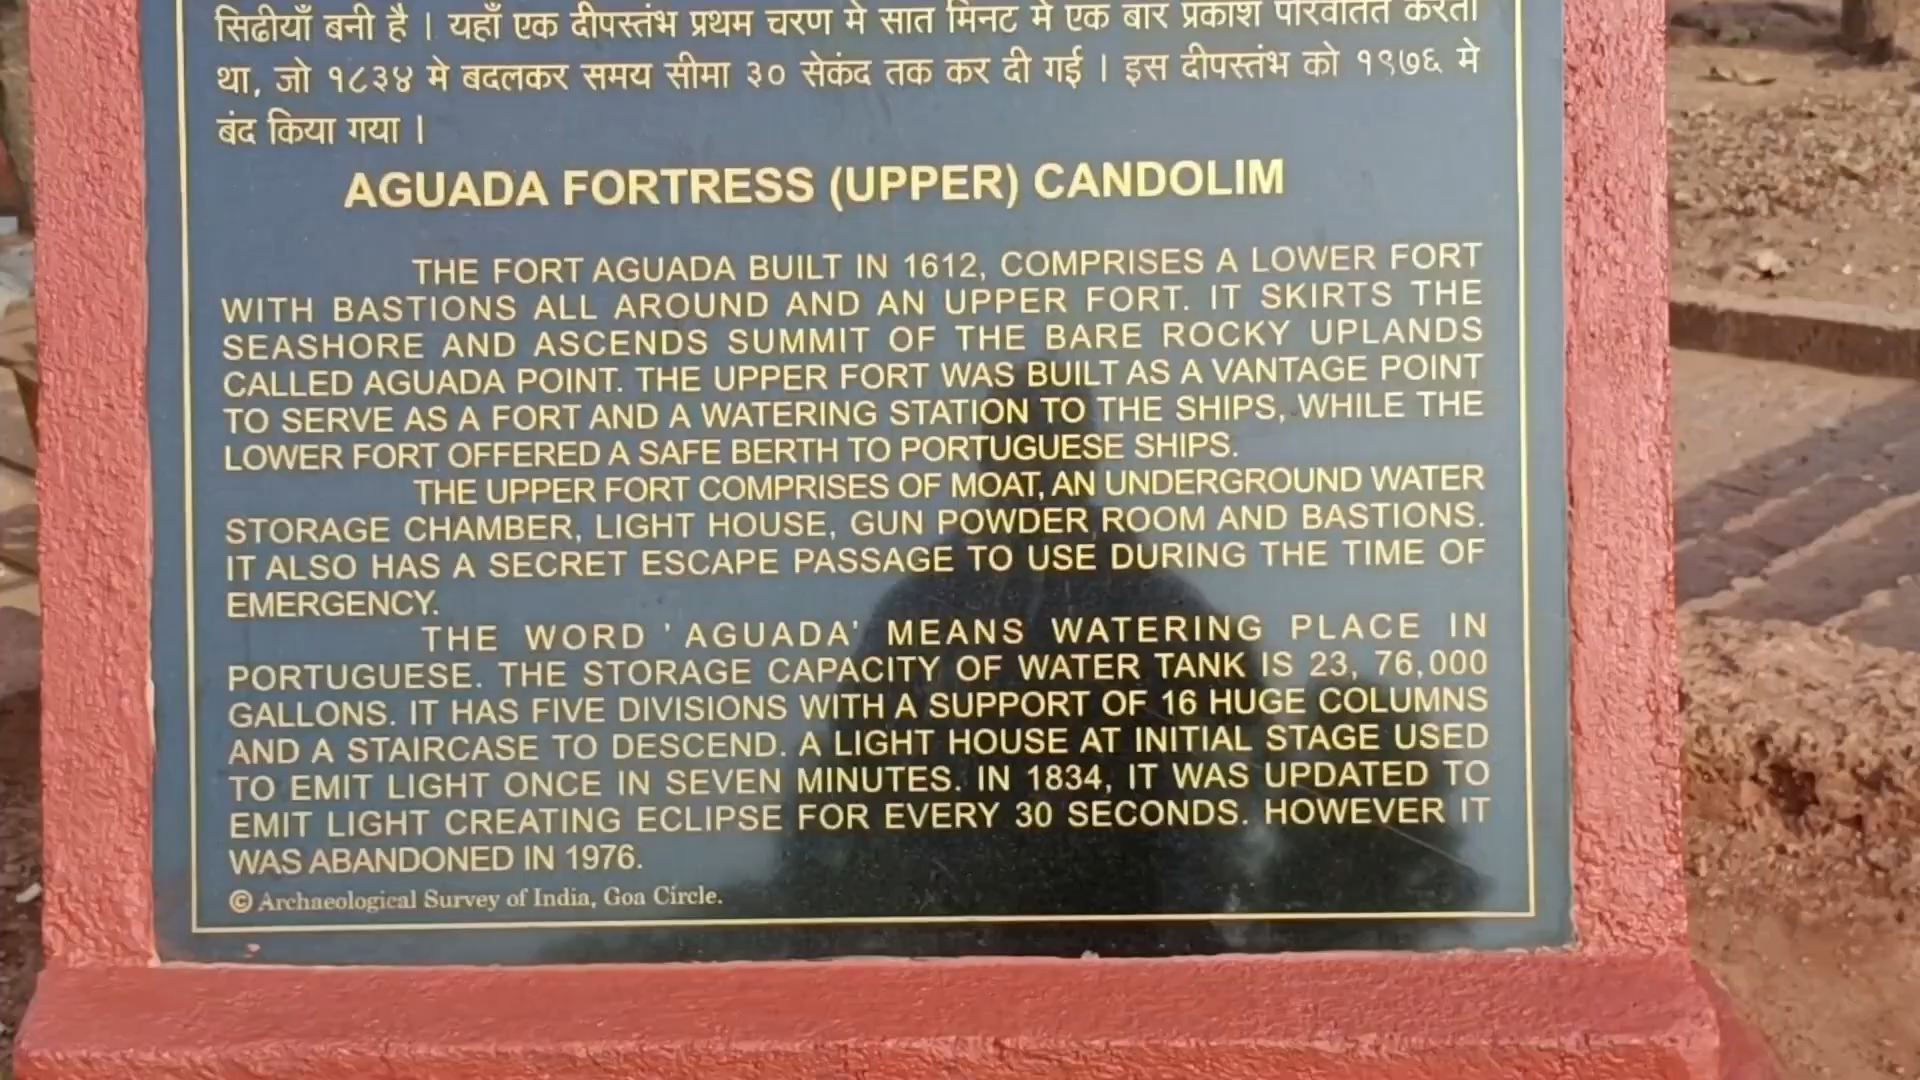 सिढीयाँ बनी है । यहाँ एक दीपस्तंभ प्रथम चरण मे सात मिनट मे एक बार प्रकाश परिवर्तित करता
था, जो १८३४ मे बदलकर समय सीमा ३० सेकंद तक कर दी गई । इस दीपस्तंभ को १९७६ मे
बंद किया गया ।
AGUADA FORTRESS (UPPER) CANDOLIM
THE FORT AGUADA BUILT IN 1612, COMPRISES A LOWER FORT
WITH BASTIONS ALL AROUND AND AN UPPER FORT. IT SKIRTS THE
SEASHORE AND ASCENDS SUMMIT OF THE BARE ROCKY UPLANDS
CALLED AGUADA POINT. THE UPPER FORT WAS BUILT AS A VANTAGE POINT
TO SERVE AS A FORT AND A WATERING STATION TO THE SHIPS, WHILE THE
LOWER FORT OFFERED A SAFE BERTH TO PORTUGUESE SHIPS.
THE UPPER FORT COMPRISES OF MOAT, AN UNDERGROUND WATER
STORAGE CHAMBER, LIGHT HOUSE, GUN POWDER ROOM AND BASTIONS.
IT ALSO HAS A SECRET ESCAPE PASSAGE TO USE DURING THE TIME OF
EMERGENCY.
THE WORD ' AGUADA' MEANS WATERING PLACE IN
PORTUGUESE. THE STORAGE CAPACITY OF WATER TANK IS 23, 76,000
GALLONS. IT HAS FIVE DIVISIONS WITH A SUPPORT OF 16 HUGE COLUMNS
AND A STAIRCASE TO DESCEND. A LIGHT HOUSE AT INITIAL STAGE USED
TO EMIT LIGHT ONCE IN SEVEN MINUTES. IN 1834, IT WAS UPDATED TO
EMIT LIGHT CREATING ECLIPSE FOR EVERY 30 SECONDS. HOWEVER IT
WAS ABANDONED IN 1976.
© Archaeological Survey of India, Goa Circle.